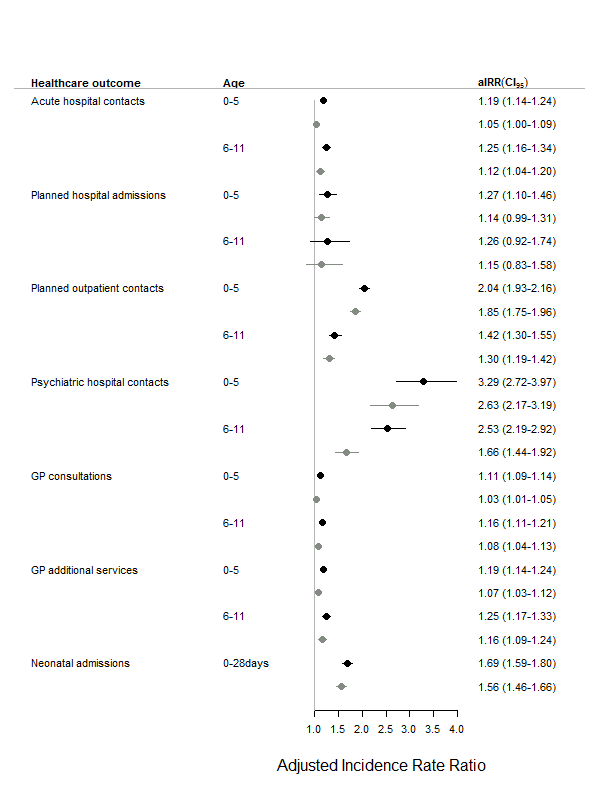 Healthcare outcome Age aIRR(CI95)
Acute hospital contacts 0-5 1.19 (1.14-1.24)
1.05 (1.00-1.09)
6-11 1.25 (1.16-1.34)
1.12 (1.04-1.20)
Planned hospital admissions 0-5 1.27 (1.10-1.46)
1.14 (0.99-1.31)
6-11 1.26 (0.92-1.74)
1.15 (0.83-1.58)
Planned outpatient contacts 0-5 2.04 (1.93-2.16)
1.85 (1.75-1.96)
6-11 1.42 (1.30-1.55)
1.30 (1.19-1.42)
Psychiatric hospital contacts 0-5 3.29 (2.72-3.97)
2.63 (2.17-3.19)
6-11 2.53 (2.19-2.92)
1.66 (1.44-1.92)
GP consultations 0-5 1.11 (1.09-1.14)
1.03 (1.01-1.05)
6-11 1.16 (1.11-1.21)
1.08 (1.04-1.13)
GP additional services 0-5 1.19 (1.14-1.24)
1.07 (1.03-1.12)
6-11 1.25 (1.17-1.33)
1.16 (1.09-1.24)
Neonatal admissions 0-28days 1.69 (1.59-1.80)
1.56 (1.46-1.66)
1.0 1.5 2.0 2.5 3.0 3.5 4.0
Adjusted Incidence Rate Ratio